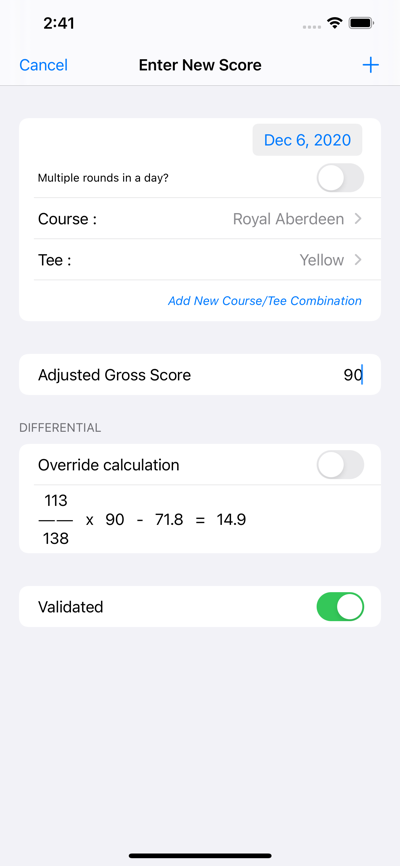 2:41
Cancel Enter New Score +
Dec 6, 2020
Multiple rounds in a day?
Course : Royal Aberdeen
Tee : Yellow
Add New Course/Tee Combination
Adjusted Gross Score 90
DIFFERENTIAL
Override calculation
113
—— x 90 - 71.8 = 14.9
138
Validated